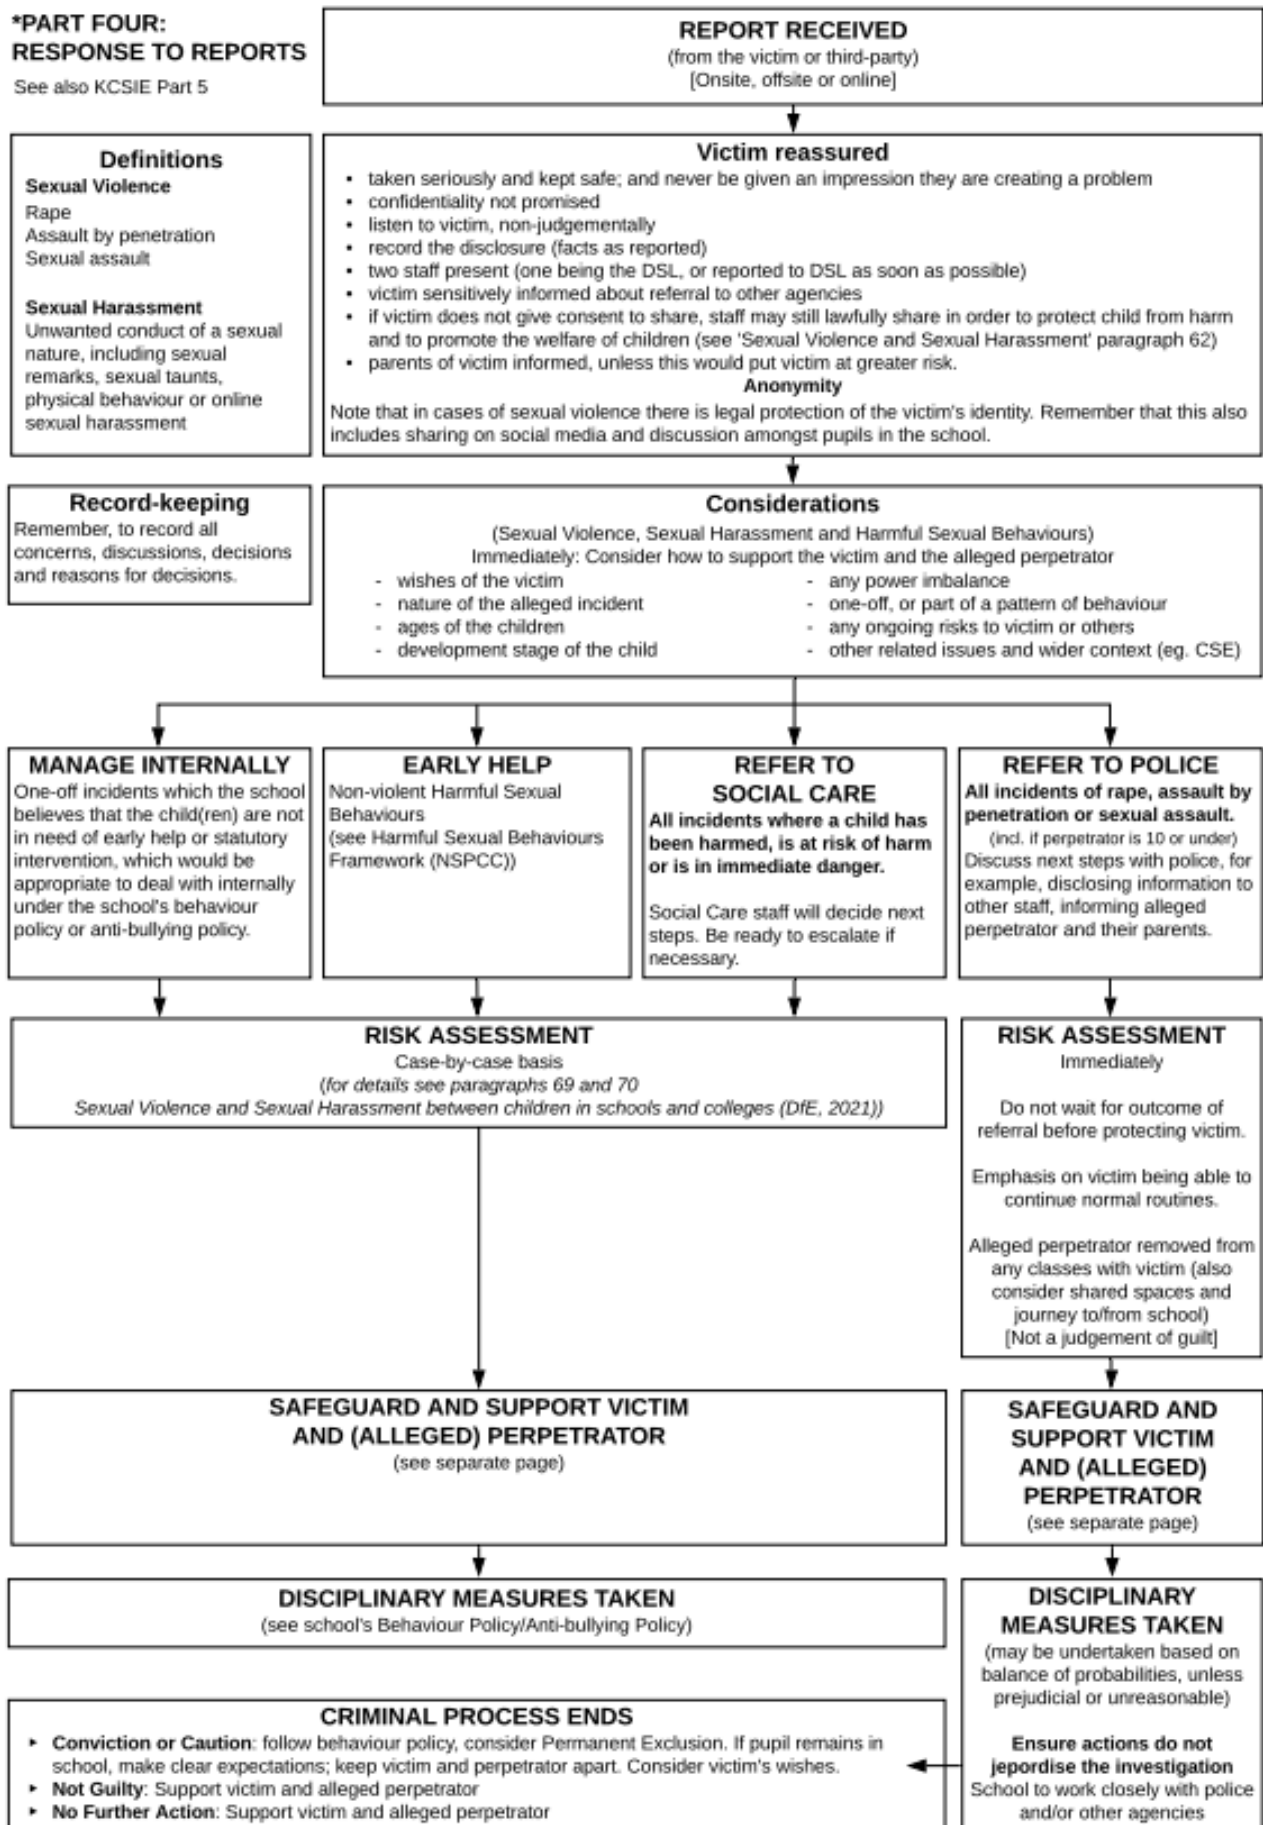 *PART FOUR:
RESPONSE TO REPORTS
See also KCSIE Part 5
REPORT RECEIVED
(from the victim or third-party)
[Onsite, offsite or online]
Definitions
Sexual Violence
Rape
Assault by penetration
Sexual assault
Sexual Harassment
Unwanted conduct of a sexual
nature, including sexual
remarks, sexual taunts,
physical behaviour or online
sexual harassment
Victim reassured
• taken seriously and kept safe; and never be given an impression they are creating a problem
• confidentiality not promised
• listen to victim, non-judgementally
• record the disclosure (facts as reported)
• two staff present (one being the DSL, or reported to DSL as soon as possible)
• victim sensitively informed about referral to other agencies
• if victim does not give consent to share, staff may still lawfully share in order to protect child from harm
and to promote the welfare of children (see 'Sexual Violence and Sexual Harassment' paragraph 62)
• parents of victim informed, unless this would put victim at greater risk.
Anonymity
Note that in cases of sexual violence there is legal protection of the victim's identity. Remember that this also
includes sharing on social media and discussion amongst pupils in the school.
Record-keeping
Remember, to record all
concerns, discussions, decisions
and reasons for decisions.
Considerations
(Sexual Violence, Sexual Harassment and Harmful Sexual Behaviours)
Immediately: Consider how to support the victim and the alleged perpetrator
- wishes of the victim
- nature of the alleged incident
- ages of the children
- development stage of the child
- any power imbalance
- one-off, or part of a pattern of behaviour
- any ongoing risks to victim or others
- other related issues and wider context (eg. CSE)
MANAGE INTERNALLY
One-off incidents which the school
believes that the child(ren) are not
in need of early help or statutory
intervention, which would be
appropriate to deal with internally
under the school's behaviour
policy or anti-bullying policy.
EARLY HELP
Non-violent Harmful Sexual
Behaviours
(see Harmful Sexual Behaviours
Framework (NSPCC))
REFER TO
SOCIAL CARE
All incidents where a child has
been harmed, is at risk of harm
or is in immediate danger.
Social Care staff will decide next
steps. Be ready to escalate if
necessary.
REFER TO POLICE
All incidents of rape, assault by
penetration or sexual assault.
(incl. if perpetrator is 10 or under)
Discuss next steps with police, for
example, disclosing information to
other staff, informing alleged
perpetrator and their parents.
RISK ASSESSMENT
Case-by-case basis
(for details see paragraphs 69 and 70
Sexual Violence and Sexual Harassment between children in schools and colleges (DfE, 2021))
RISK ASSESSMENT
Immediately
Do not wait for outcome of
referral before protecting victim.
Emphasis on victim being able to
continue normal routines.
Alleged perpetrator removed from
any classes with victim (also
consider shared spaces and
journey to/from school)
[Not a judgement of guilt]
SAFEGUARD AND SUPPORT VICTIM
AND (ALLEGED) PERPETRATOR
(see separate page)
SAFEGUARD AND
SUPPORT VICTIM
AND (ALLEGED)
PERPETRATOR
(see separate page)
DISCIPLINARY MEASURES TAKEN
(see school's Behaviour Policy/Anti-bullying Policy)
DISCIPLINARY
MEASURES TAKEN
(may be undertaken based on
balance of probabilities, unless
prejudicial or unreasonable)
Ensure actions do not
jepordise the investigation
School to work closely with police
and/or other agencies
CRIMINAL PROCESS ENDS
▸ Conviction or Caution: follow behaviour policy, consider Permanent Exclusion. If pupil remains in
school, make clear expectations; keep victim and perpetrator apart. Consider victim's wishes.
▸ Not Guilty: Support victim and alleged perpetrator
▸ No Further Action: Support victim and alleged perpetrator